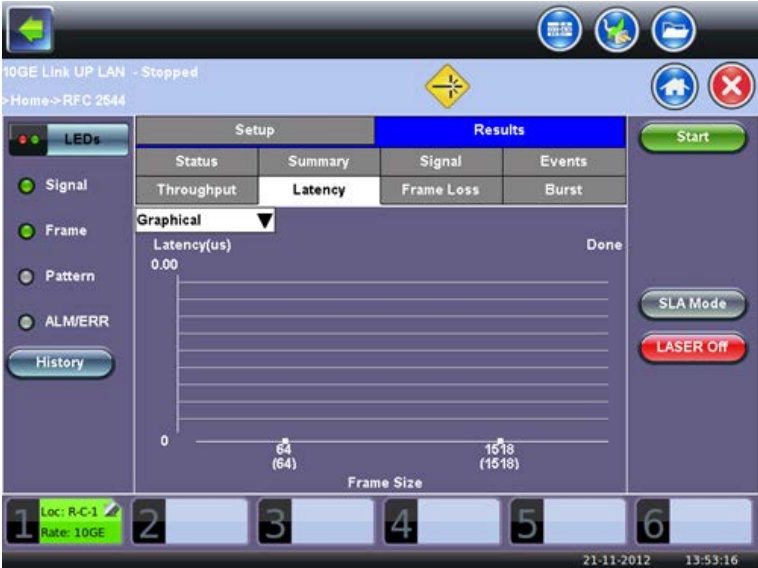 10GE Link UP LAN - Stopped
>Home->RFC 2544
LEDs
Signal
Frame
Pattern
ALM/ERR
History
Setup
Results
Status
Summary
Signal
Events
Throughput
Latency
Frame Loss
Burst
Graphical
Latency(us)
Done
0.00
0
64
(64)
1518
(1518)
Frame Size
Start
SLA Mode
LASER Off
1
Loc: R-C-1
Rate: 10GE
2
3
4
5
6
21-11-2012 13:53:16